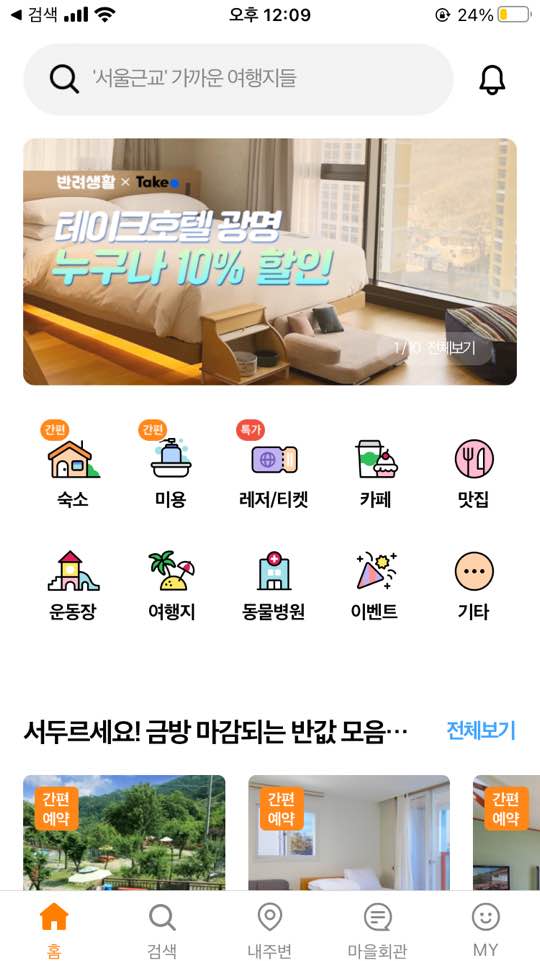 ◀ 검색
오후 12:09
24%
'서울근교' 가까운 여행지들
반려생활 × Take
테이크호텔 광명
누구나 10% 할인
1/10 전체보기
간편
간편
특가
숙소
미용
레저/티켓
카페
맛집
운동장
여행지
동물병원
이벤트
기타
서두르세요! 금방 마감되는 반값 모음⋯
전체보기
간편
예약
간편
예약
간편
예약
홈
검색
내주변
마을회관
MY